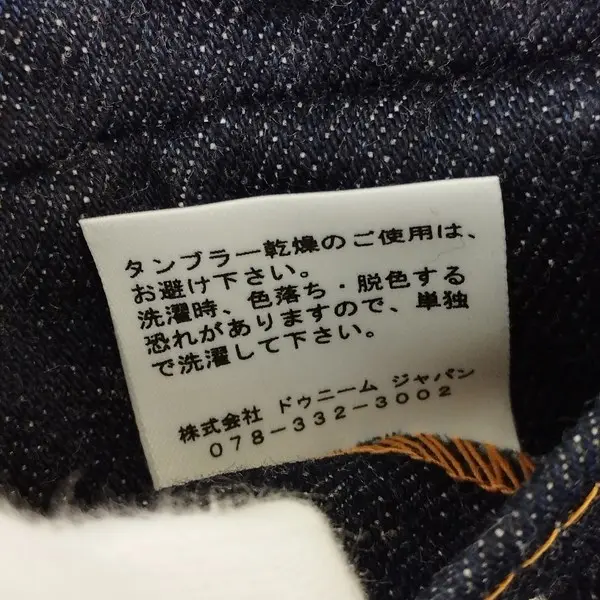 タンブラー乾燥のご使用は、
お避け下さい。
洗濯時、色落ち・脱色する
恐れがありますので、単独
で洗濯して下さい。
株式会社 ドゥニーム ジャパン
078-332-3002